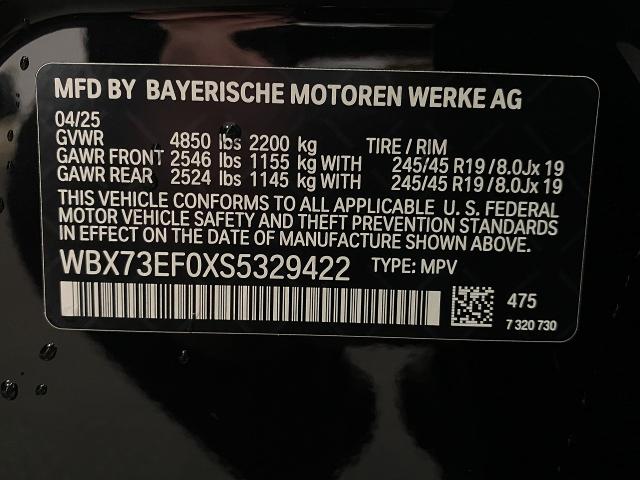 MFD BY BAYERISCHE MOTOREN WERKE AG
04/25
GVWR 4850 lbs 2200 kg TIRE / RIM
GAWR FRONT 2546 lbs 1155 kg WITH 245/45 R19 / 8.0Jx 19
GAWR REAR 2524 lbs 1145 kg WITH 245/45 R19 / 8.0Jx 19
THIS VEHICLE CONFORMS TO ALL APPLICABLE U. S. FEDERAL
MOTOR VEHICLE SAFETY AND THEFT PREVENTION STANDARDS
IN EFFECT ON THE DATE OF MANUFACTURE SHOWN ABOVE.
WBX73EF0XS5329422 TYPE: MPV
475
7 320 730